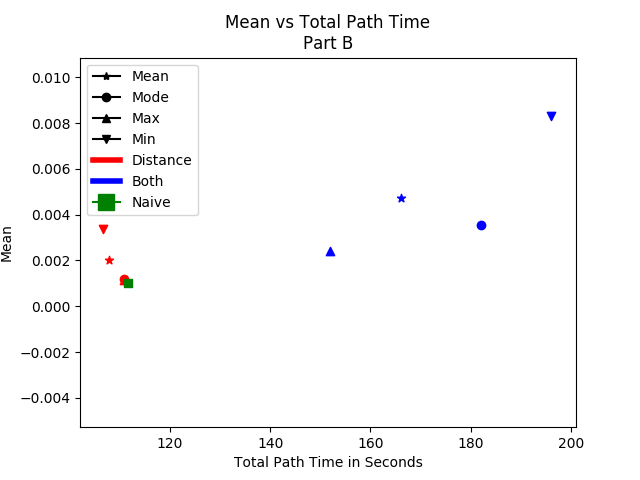 Mean vs Total Path Time
Part B
Mean
Mode
Max
Min
Distance
Both
Naive
0.010
0.008
0.006
0.004
0.002
0.000
−0.002
−0.004
Mean
120
140
160
180
200
Total Path Time in Seconds